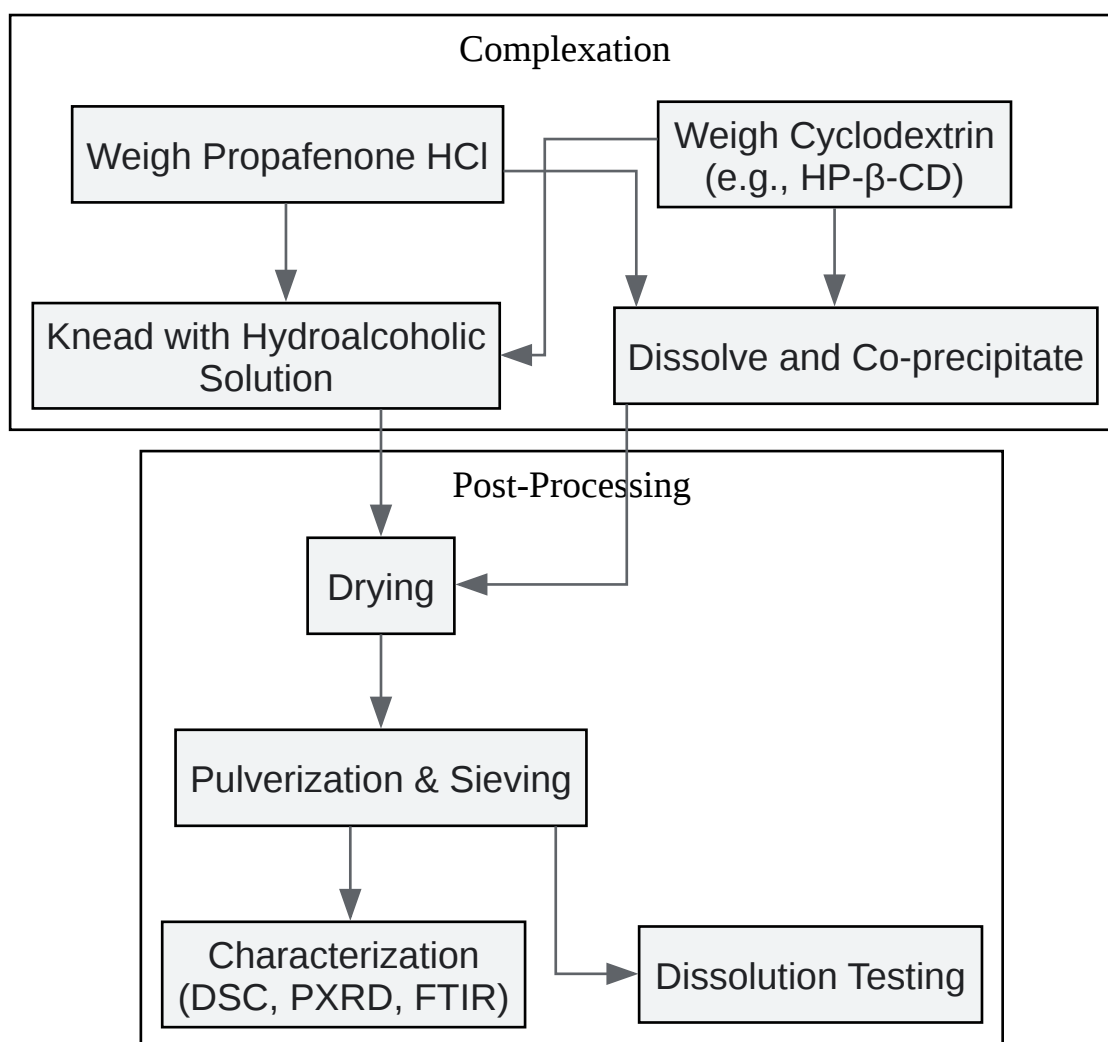 Complexation
Weigh Propafenone HCl
Weigh Cyclodextrin
(e.g., HP-β-CD)
Knead with Hydroalcoholic
Solution
Dissolve and Co-precipitate
Post-Processing
Drying
Pulverization & Sieving
Characterization
(DSC, PXRD, FTIR)
Dissolution Testing